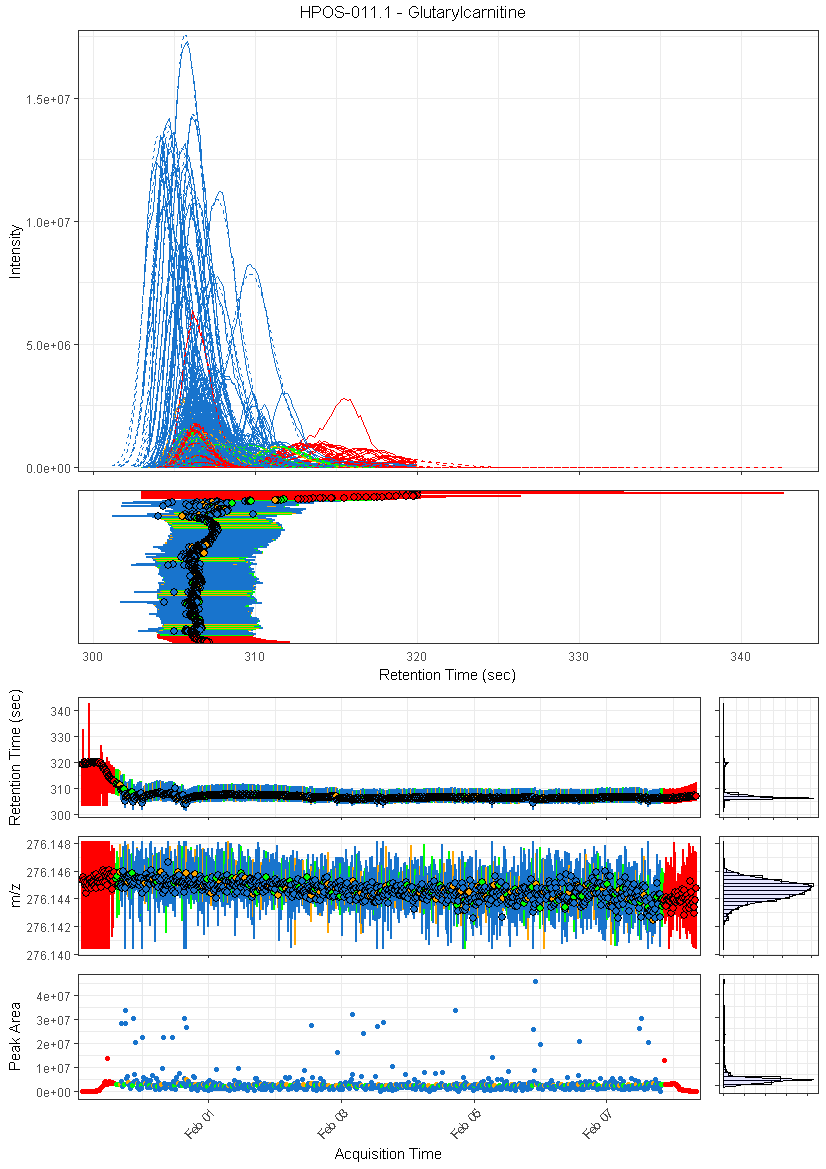 HPOS-011.1 - Glutarylcarnitine
1.5e+07
1.0e+07
5.0e+06
0.0e+00
Intensity
300 310 320 330 340
Retention Time (sec)
340
330
320
310
300
Retention Time (sec)
276.148
276.146
276.144
276.142
276.140
m/z
4e+07
3e+07
2e+07
1e+07
0e+00
Peak Area
Feb 01 Feb 03 Feb 05 Feb 07
Acquisition Time